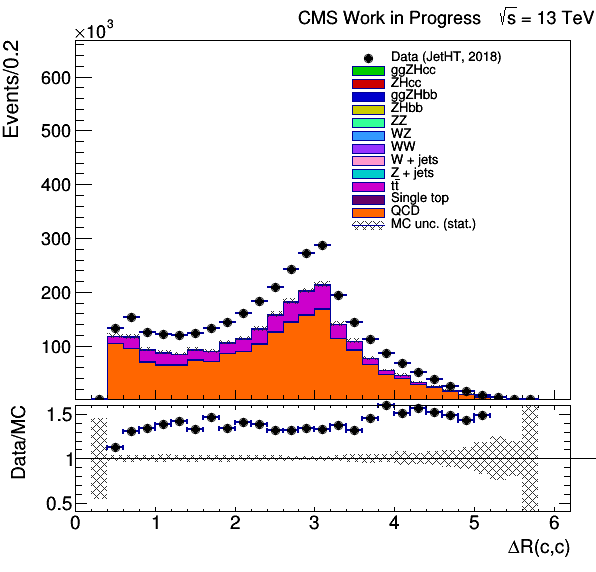 CMS Work in Progress √s = 13 TeV
×10³
Events/0.2
600
500
400
300
200
100
Data (JetHT, 2018)
ggZHcc
ZHcc
ggZHbb
ZHbb
ZZ
WZ
WW
W + jets
Z + jets
tt̄
Single top
QCD
MC unc. (stat.)
Data/MC
1.5
1
0.5
0 1 2 3 4 5 6
ΔR(c,c)